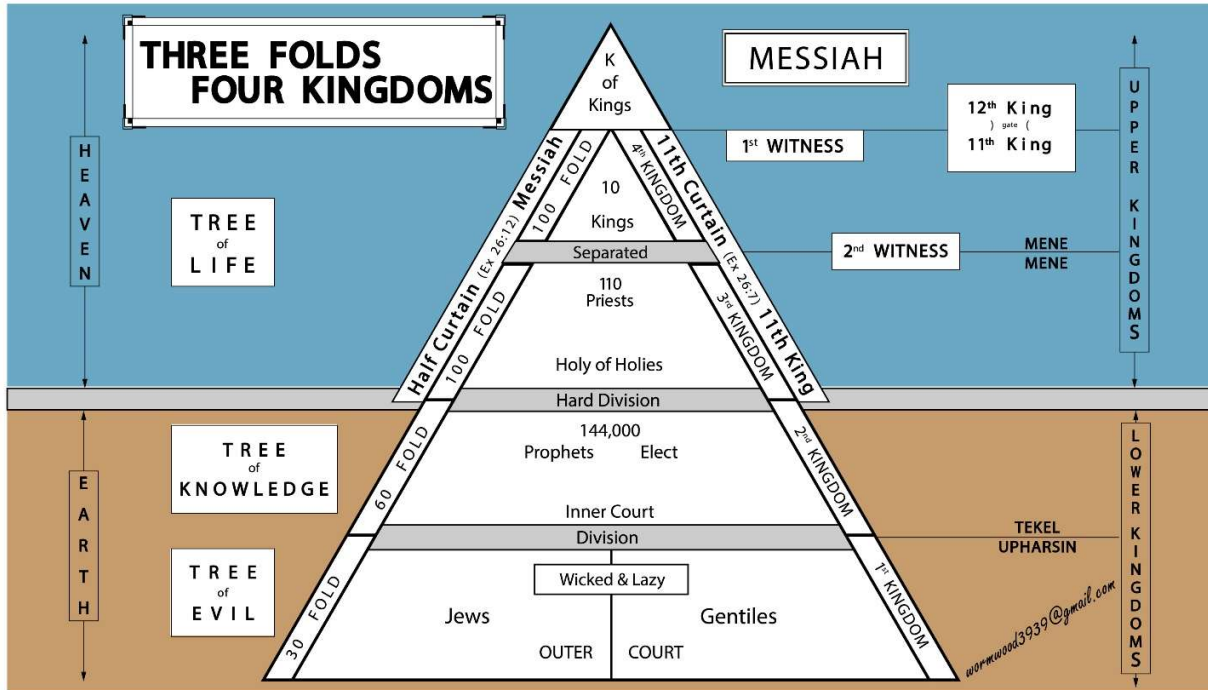 THREE FOLDS
FOUR KINGDOMS
MESSIAH
K
of
Kings
12th King
) gate (
11th King
1st WITNESS
HEAVEN
UPPER KINGDOMS
Half Curtain (Ex 26:12) Messiah
11th Curtain (Ex 26:7) 11th King
100 FOLD
4th KINGDOM
10
Kings
TREE
of
LIFE
Separated
2nd WITNESS
MENE
MENE
110
Priests
100 FOLD
3rd KINGDOM
Holy of Holies
Hard Division
EARTH
LOWER KINGDOMS
TREE
of
KNOWLEDGE
144,000
Prophets Elect
60 FOLD
2nd KINGDOM
Inner Court
Division
TEKEL
UPHARSIN
TREE
of
EVIL
Wicked & Lazy
30 FOLD
1st KINGDOM
Jews Gentiles
OUTER COURT
wormwood3939@gmail.com